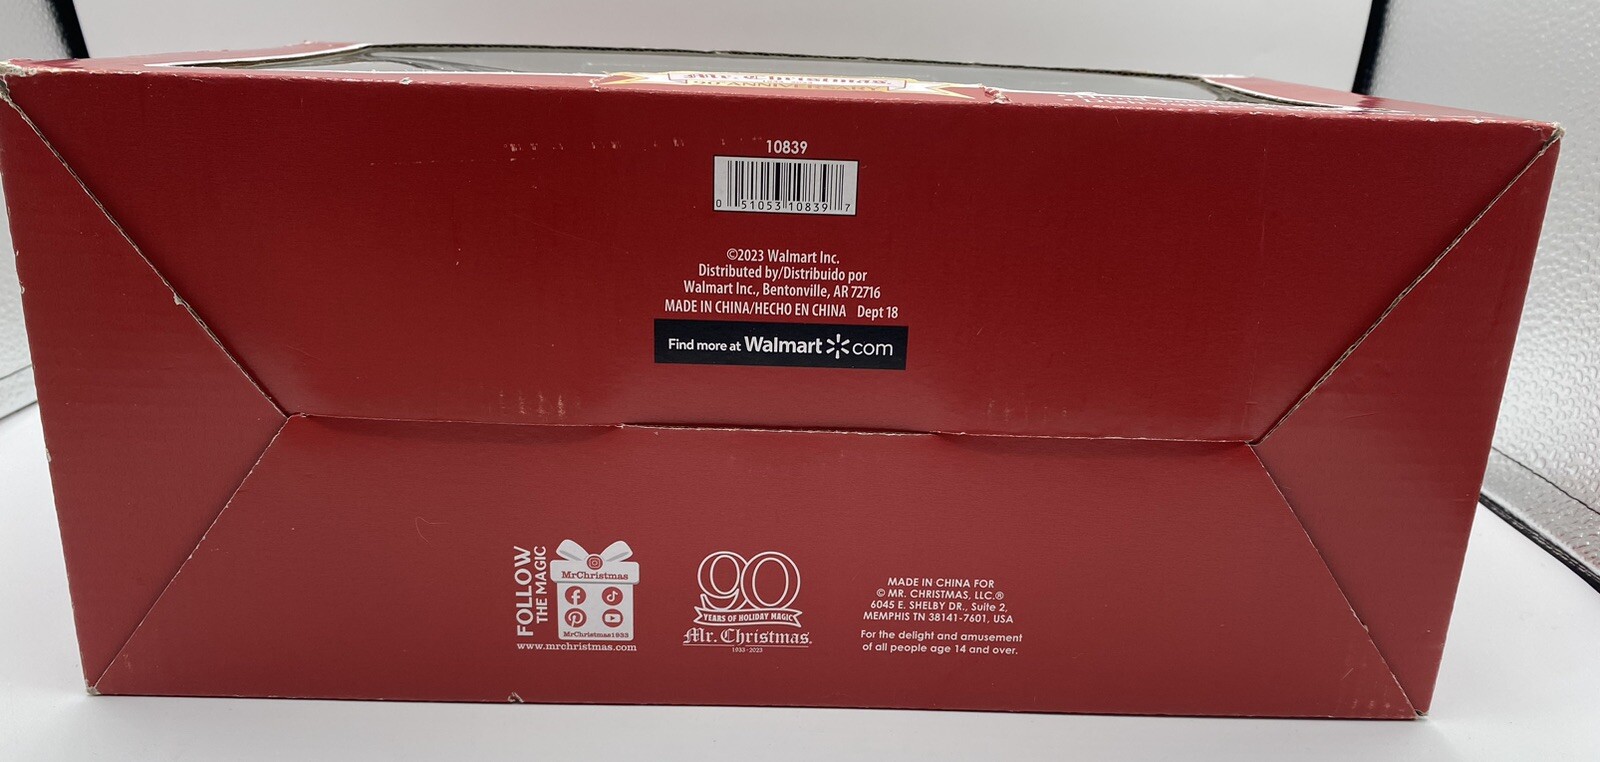 Mr. Christmas
90 ANNIVERSARY
10839
0 51053 10839 7
©2023 Walmart Inc.
Distributed by/Distribuido por
Walmart Inc., Bentonville, AR 72716
MADE IN CHINA/HECHO EN CHINA Dept 18
Find more at Walmart com
FOLLOW
THE MAGIC
MrChristmas
MrChristmas1933
www.mrchristmas.com
90
YEARS OF HOLIDAY MAGIC
Mr. Christmas.
1933 - 2023
MADE IN CHINA FOR
© MR. CHRISTMAS, LLC.®
6045 E. SHELBY DR., Suite 2,
MEMPHIS TN 38141-7601, USA
For the delight and amusement
of all people age 14 and over.